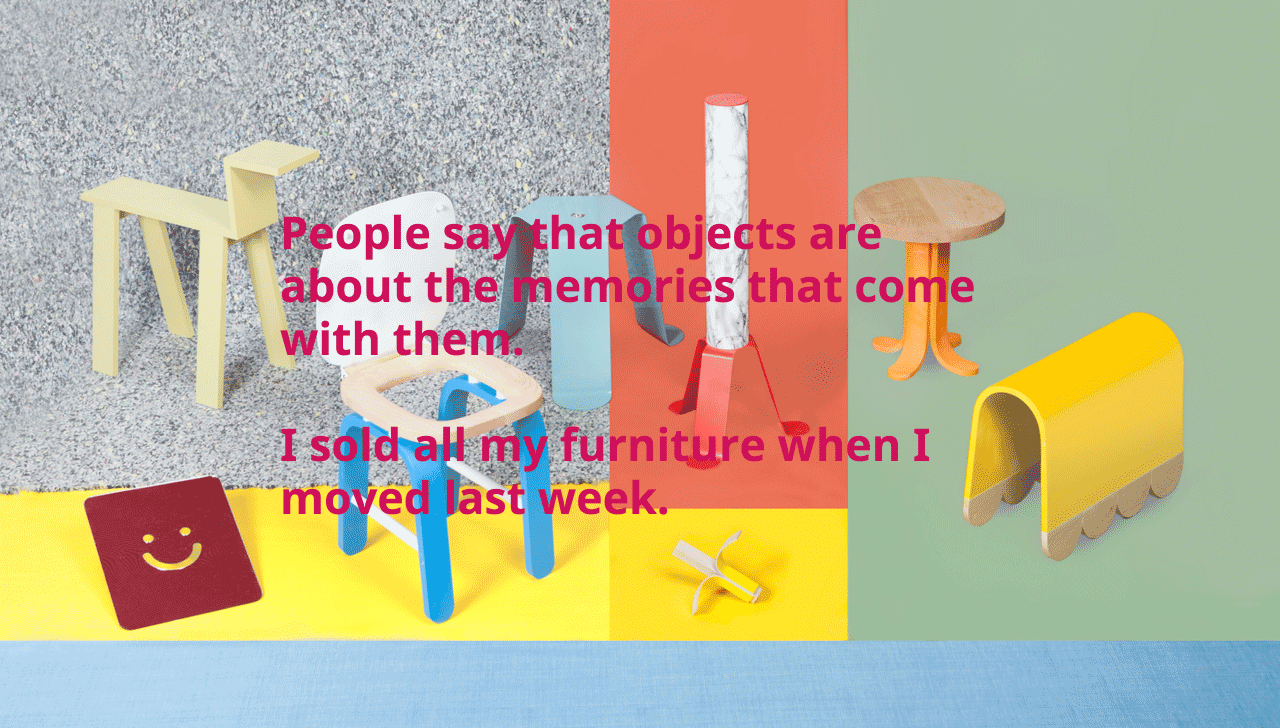 People say that objects are
about the memories that come
with them.
I sold all my furniture when I
moved last week.